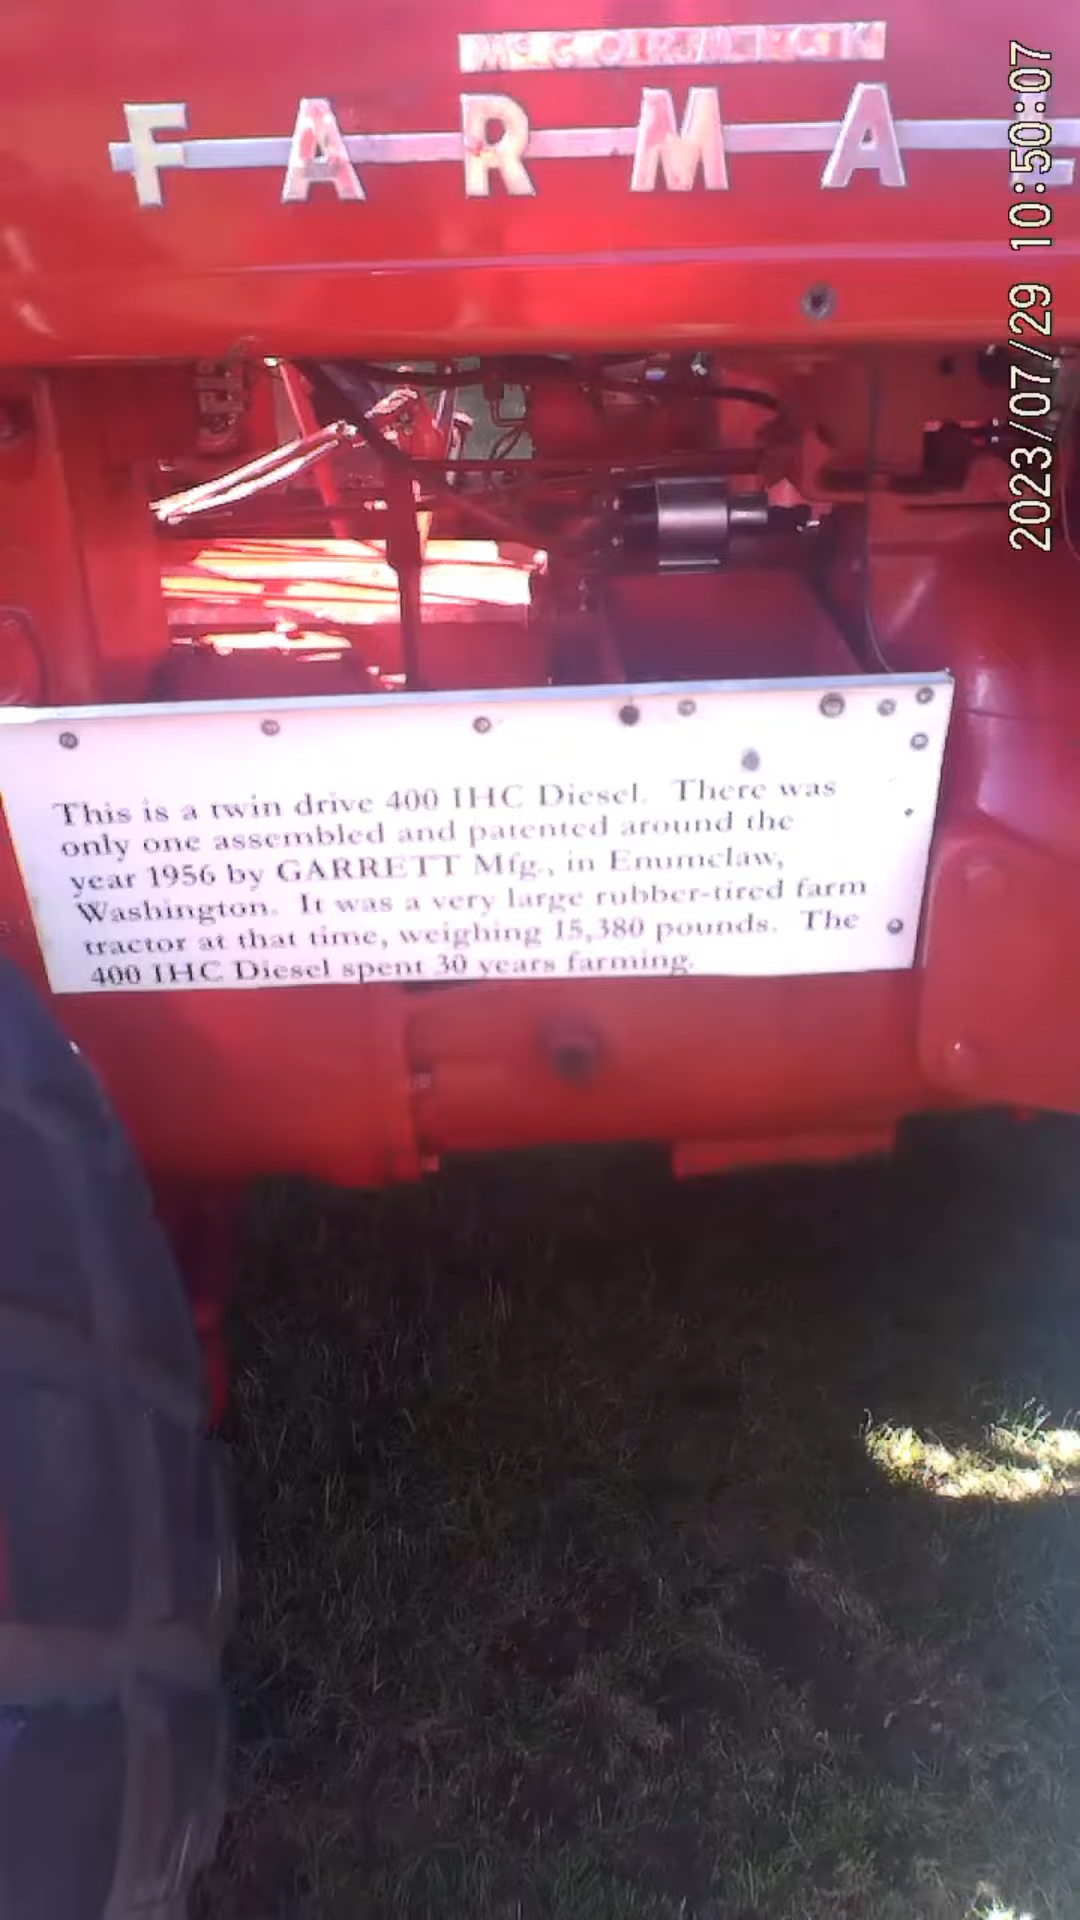 McCORMICK
FARMAL
2023/07/29 10:50:07
This is a twin drive 400 IHC Diesel. There was
only one assembled and patented around the
year 1956 by GARRETT Mfg., in Enumclaw,
Washington. It was a very large rubber-tired farm
tractor at that time, weighing 15,380 pounds. The
400 IHC Diesel spent 30 years farming.